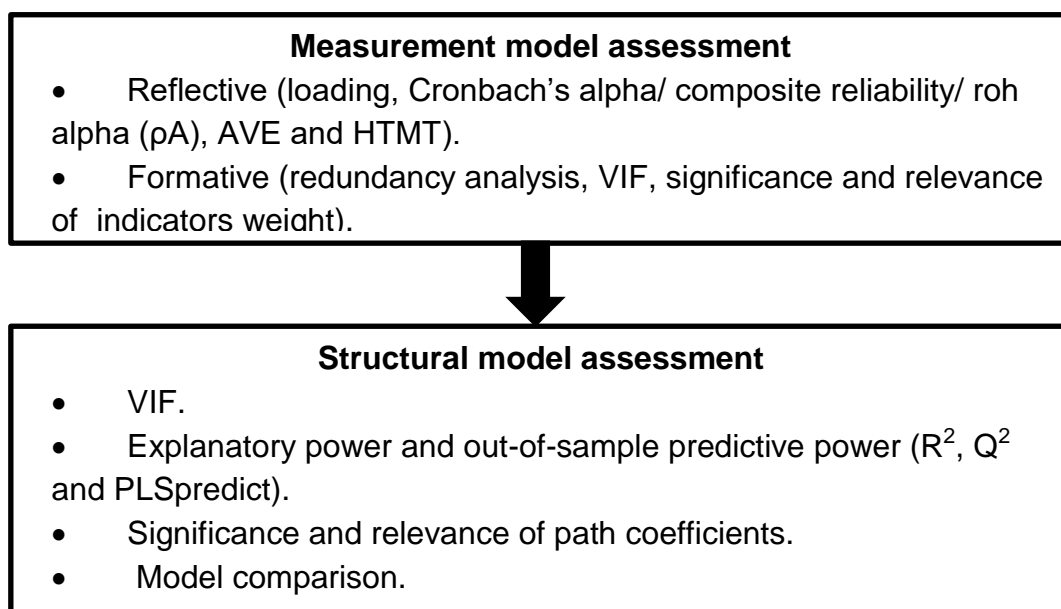 Measurement model assessment
• Reflective (loading, Cronbach’s alpha/ composite reliability/ roh
alpha (ρA), AVE and HTMT).
• Formative (redundancy analysis, VIF, significance and relevance
of indicators weight).
Structural model assessment
• VIF.
• Explanatory power and out-of-sample predictive power (R², Q²
and PLSpredict).
• Significance and relevance of path coefficients.
• Model comparison.